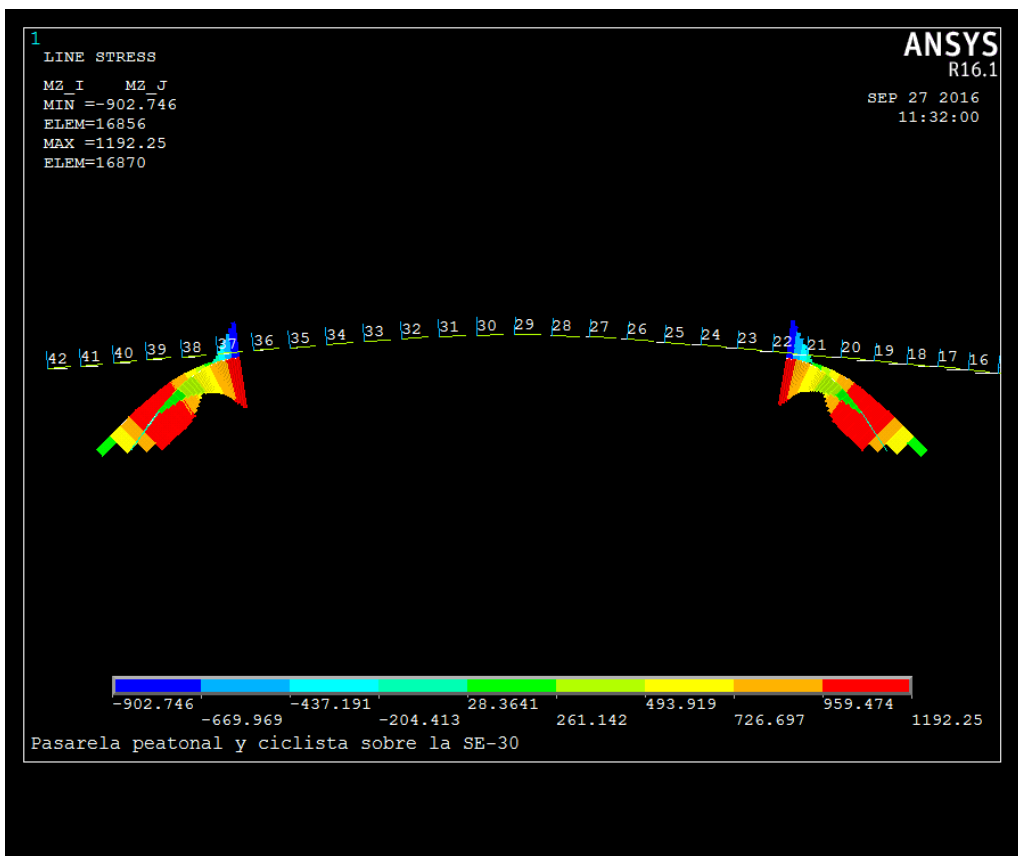 1
LINE STRESS
MZ_I MZ_J
MIN =-902.746
ELEM=16856
MAX =1192.25
ELEM=16870
ANSYS
R16.1
SEP 27 2016
11:32:00
42 41 40 39 38 37 36 35 34 33 32 31 30 29 28 27 26 25 24 23 22 21 20 19 18 17 16
-902.746 -437.191 28.3641 493.919 959.474
-669.969 -204.413 261.142 726.697 1192.25
Pasarela peatonal y ciclista sobre la SE-30